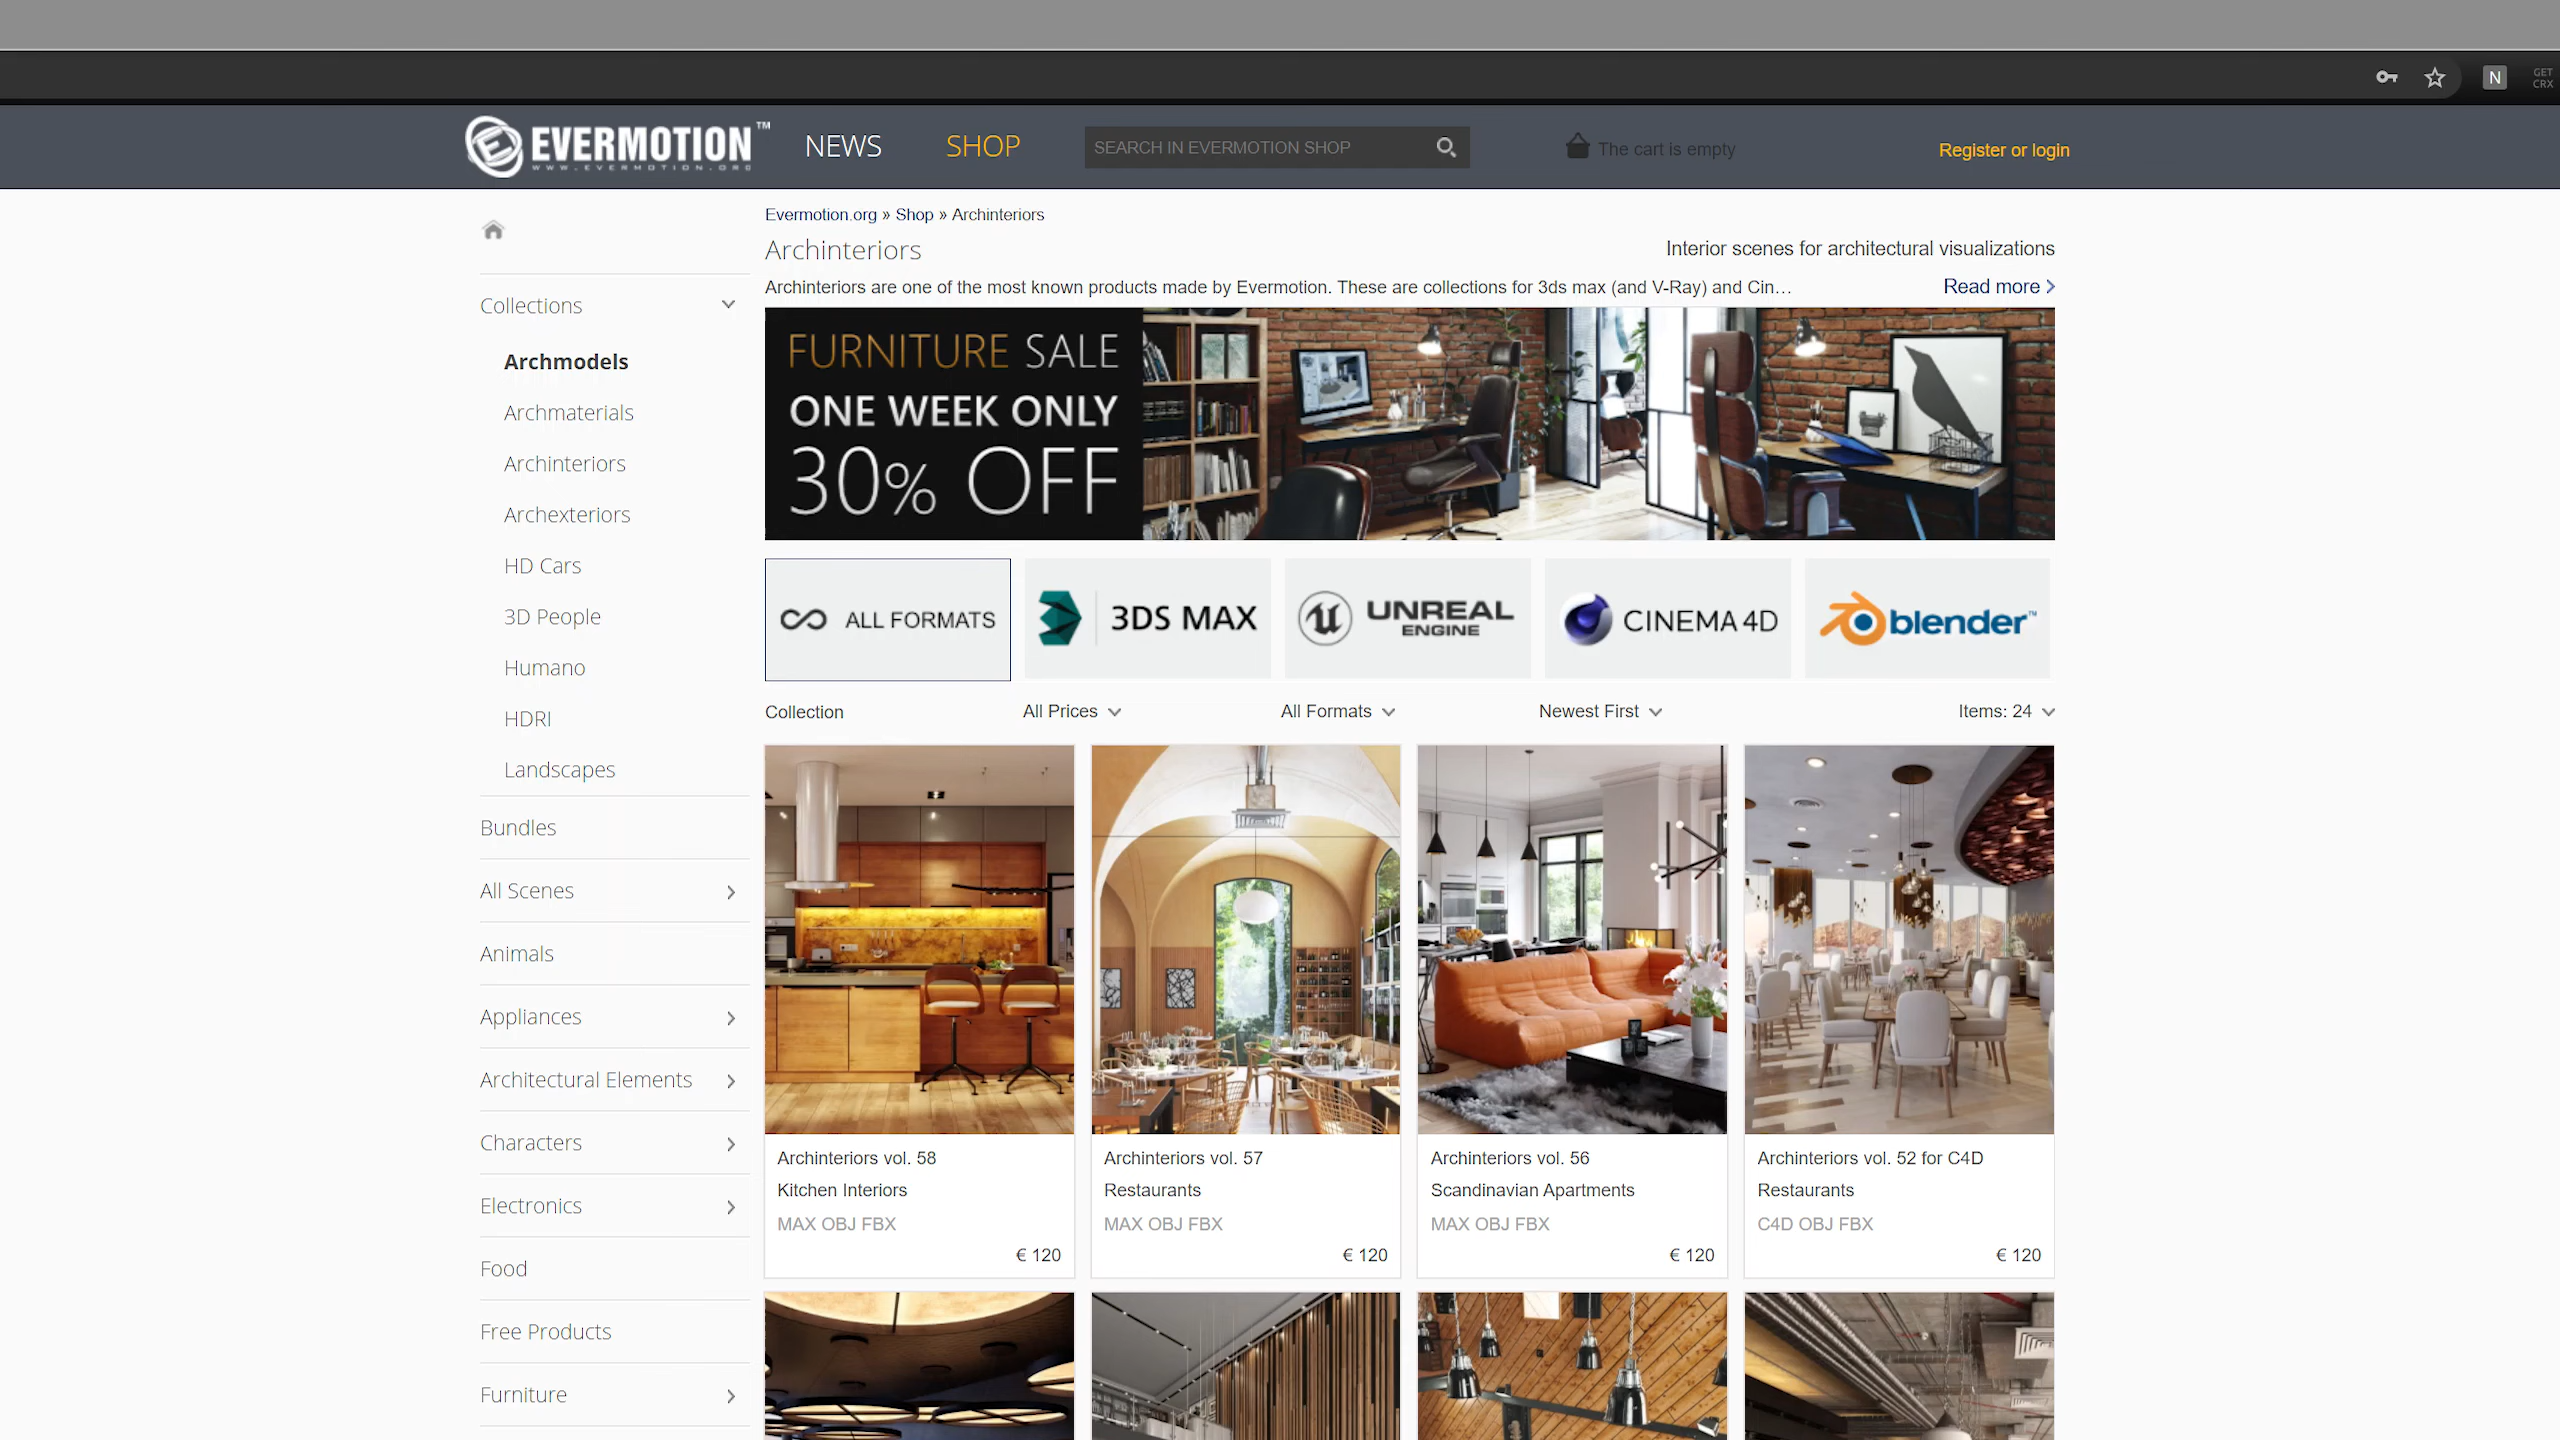 N
GET
CRX
EVERMOTION™
WWW.EVERMOTION.ORG
NEWS
SHOP
SEARCH IN EVERMOTION SHOP
The cart is empty
Register or login
Evermotion.org » Shop » Archinteriors
Archinteriors
Interior scenes for architectural visualizations
Archinteriors are one of the most known products made by Evermotion. These are collections for 3ds max (and V-Ray) and Cin…
Read more
FURNITURE SALE
ONE WEEK ONLY
30% OFF
ALL FORMATS
3DS MAX
UNREAL
ENGINE
CINEMA 4D
blender™
Collection
All Prices
All Formats
Newest First
Items: 24
Collections
Archmodels
Archmaterials
Archinteriors
Archexteriors
HD Cars
3D People
Humano
HDRI
Landscapes
Bundles
All Scenes
Animals
Appliances
Architectural Elements
Characters
Electronics
Food
Free Products
Furniture
Archinteriors vol. 58
Kitchen Interiors
MAX OBJ FBX
€ 120
Archinteriors vol. 57
Restaurants
MAX OBJ FBX
€ 120
Archinteriors vol. 56
Scandinavian Apartments
MAX OBJ FBX
€ 120
Archinteriors vol. 52 for C4D
Restaurants
C4D OBJ FBX
€ 120